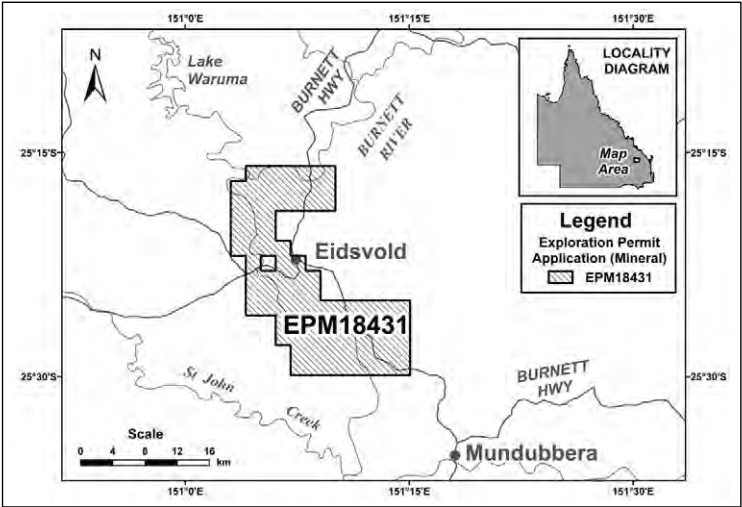 151°0'E
151°15'E
151°30'E
N
Lake
Waruma
BURNETT
HWY
BURNETT
RIVER
LOCALITY
DIAGRAM
Map
Area
25°15'S
25°15'S
Legend
Exploration Permit
Application (Mineral)
EPM18431
Eidsvold
EPM18431
25°30'S
25°30'S
St John
Creek
BURNETT
HWY
Scale
0 4 8 12 16
km
Mundubbera
151°0'E
151°15'E
151°30'E